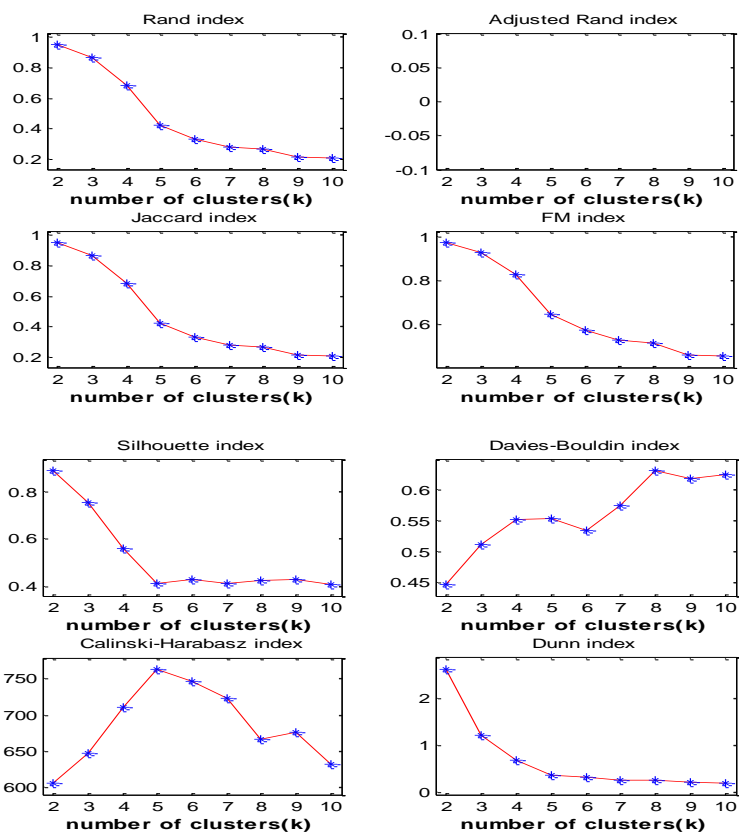 Rand index
1
0.8
0.6
0.4
0.2
2 3 4 5 6 7 8 9 10
number of clusters(k)
Adjusted Rand index
0.1
0.05
0
-0.05
-0.1
2 3 4 5 6 7 8 9 10
number of clusters(k)
Jaccard index
1
0.8
0.6
0.4
0.2
2 3 4 5 6 7 8 9 10
number of clusters(k)
FM index
1
0.8
0.6
2 3 4 5 6 7 8 9 10
number of clusters(k)
Silhouette index
0.8
0.6
0.4
2 3 4 5 6 7 8 9 10
number of clusters(k)
Davies-Bouldin index
0.6
0.55
0.5
0.45
2 3 4 5 6 7 8 9 10
number of clusters(k)
Calinski-Harabasz index
750
700
650
600
2 3 4 5 6 7 8 9 10
number of clusters(k)
Dunn index
2
1
0
2 3 4 5 6 7 8 9 10
number of clusters(k)